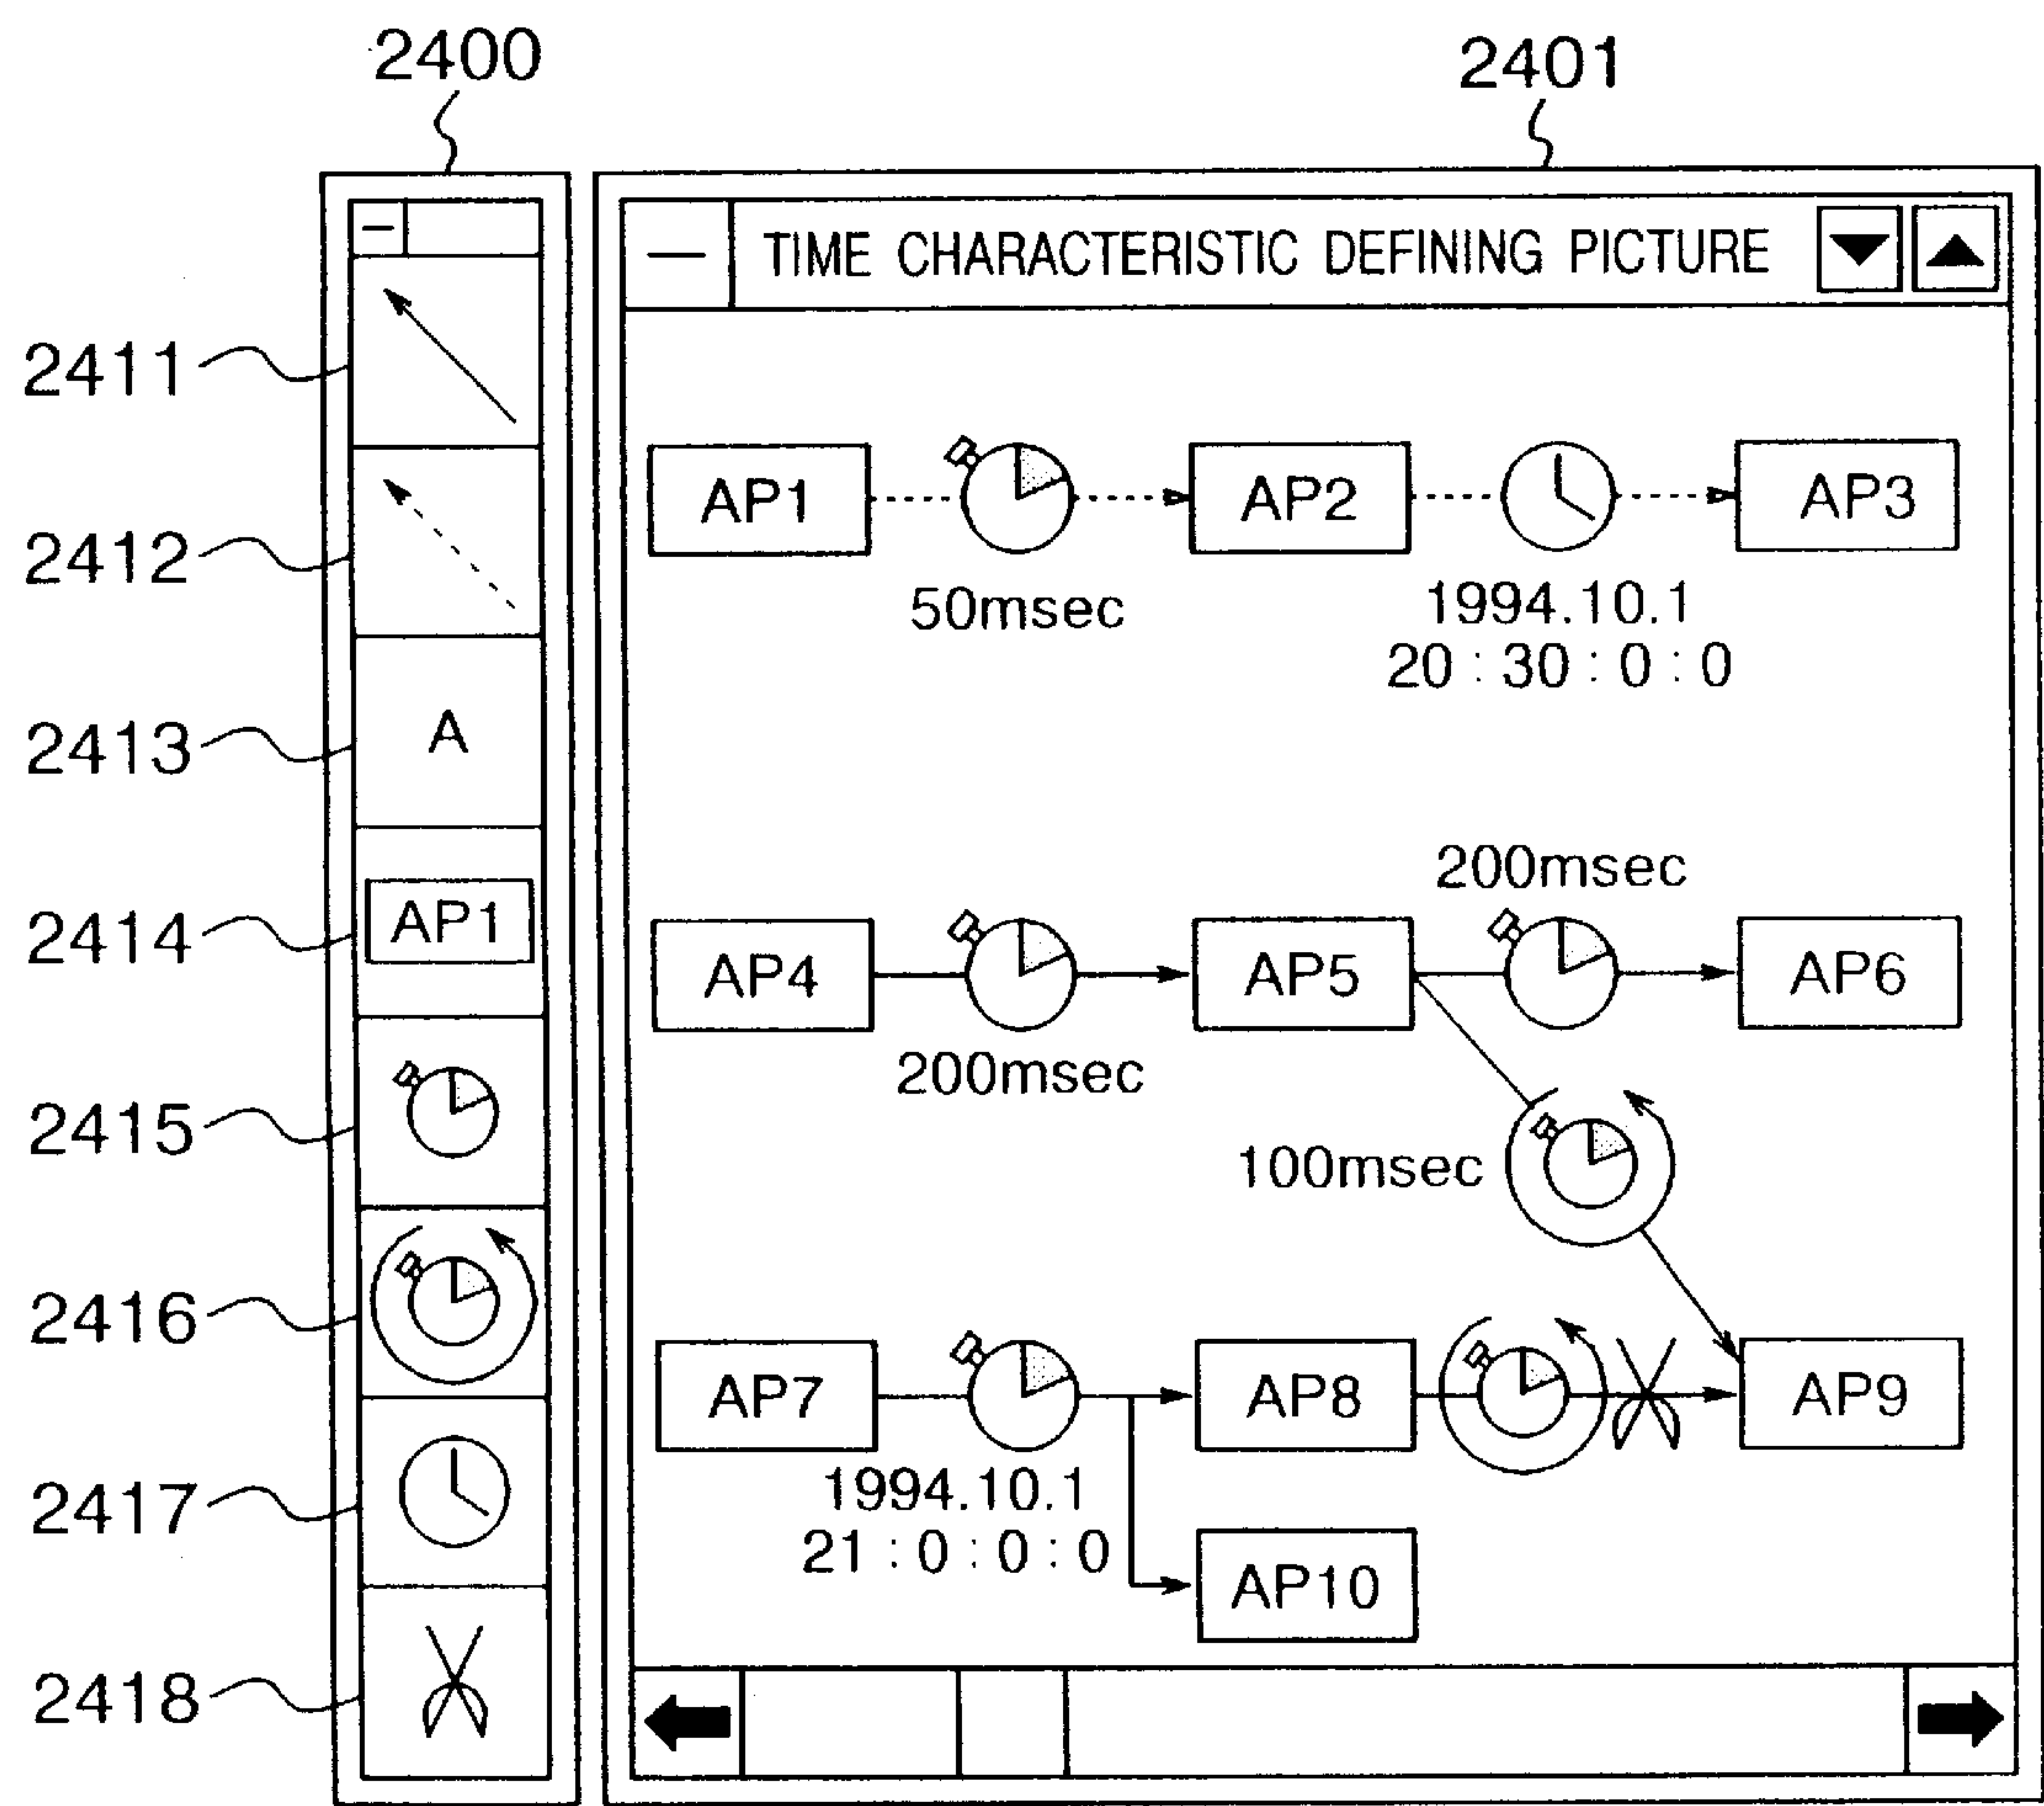 2400
2401
TIME CHARACTERISTIC DEFINING PICTURE
2411
2412
2413
A
2414
AP1
2415
2416
2417
2418
AP1
AP2
AP3
50msec
1994.10.1
20 : 30 : 0 : 0
200msec
AP4
AP5
AP6
200msec
100msec
AP7
AP8
AP9
1994.10.1
21 : 0 : 0 : 0
AP10